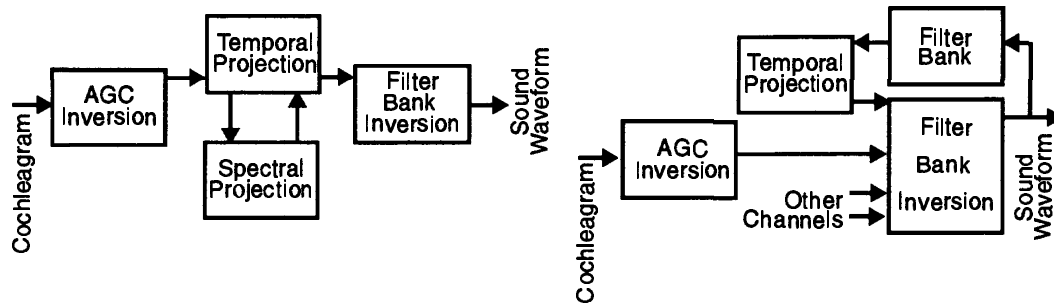 Cochleagram
AGC
Inversion
Temporal
Projection
Spectral
Projection
Filter
Bank
Inversion
Sound
Waveform
Cochleagram
AGC
Inversion
Temporal
Projection
Filter
Bank
Other
Channels
Filter
Bank
Inversion
Sound
Waveform